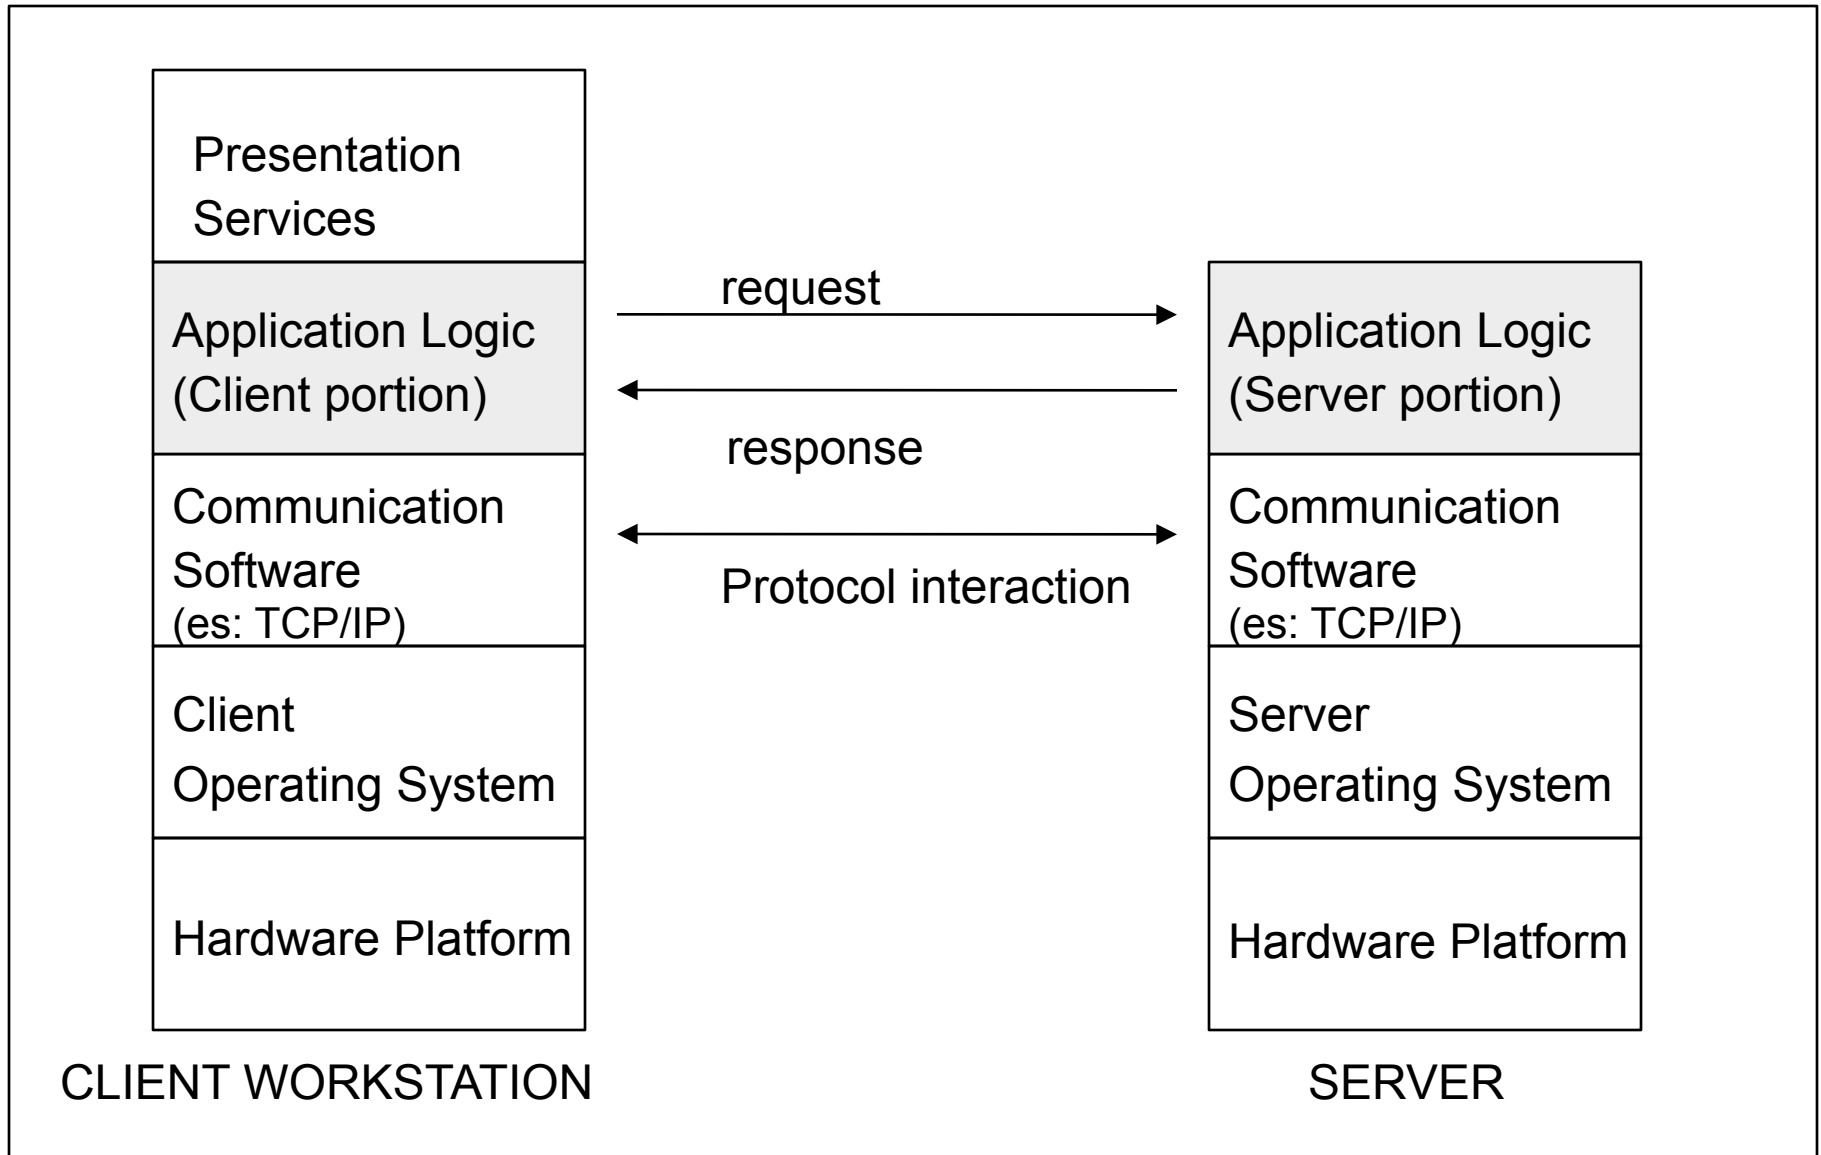 Presentation
Services
Application Logic
(Client portion)
Communication
Software
(es: TCP/IP)
Client
Operating System
Hardware Platform
CLIENT WORKSTATION
request
response
Protocol interaction
Application Logic
(Server portion)
Communication
Software
(es: TCP/IP)
Server
Operating System
Hardware Platform
SERVER